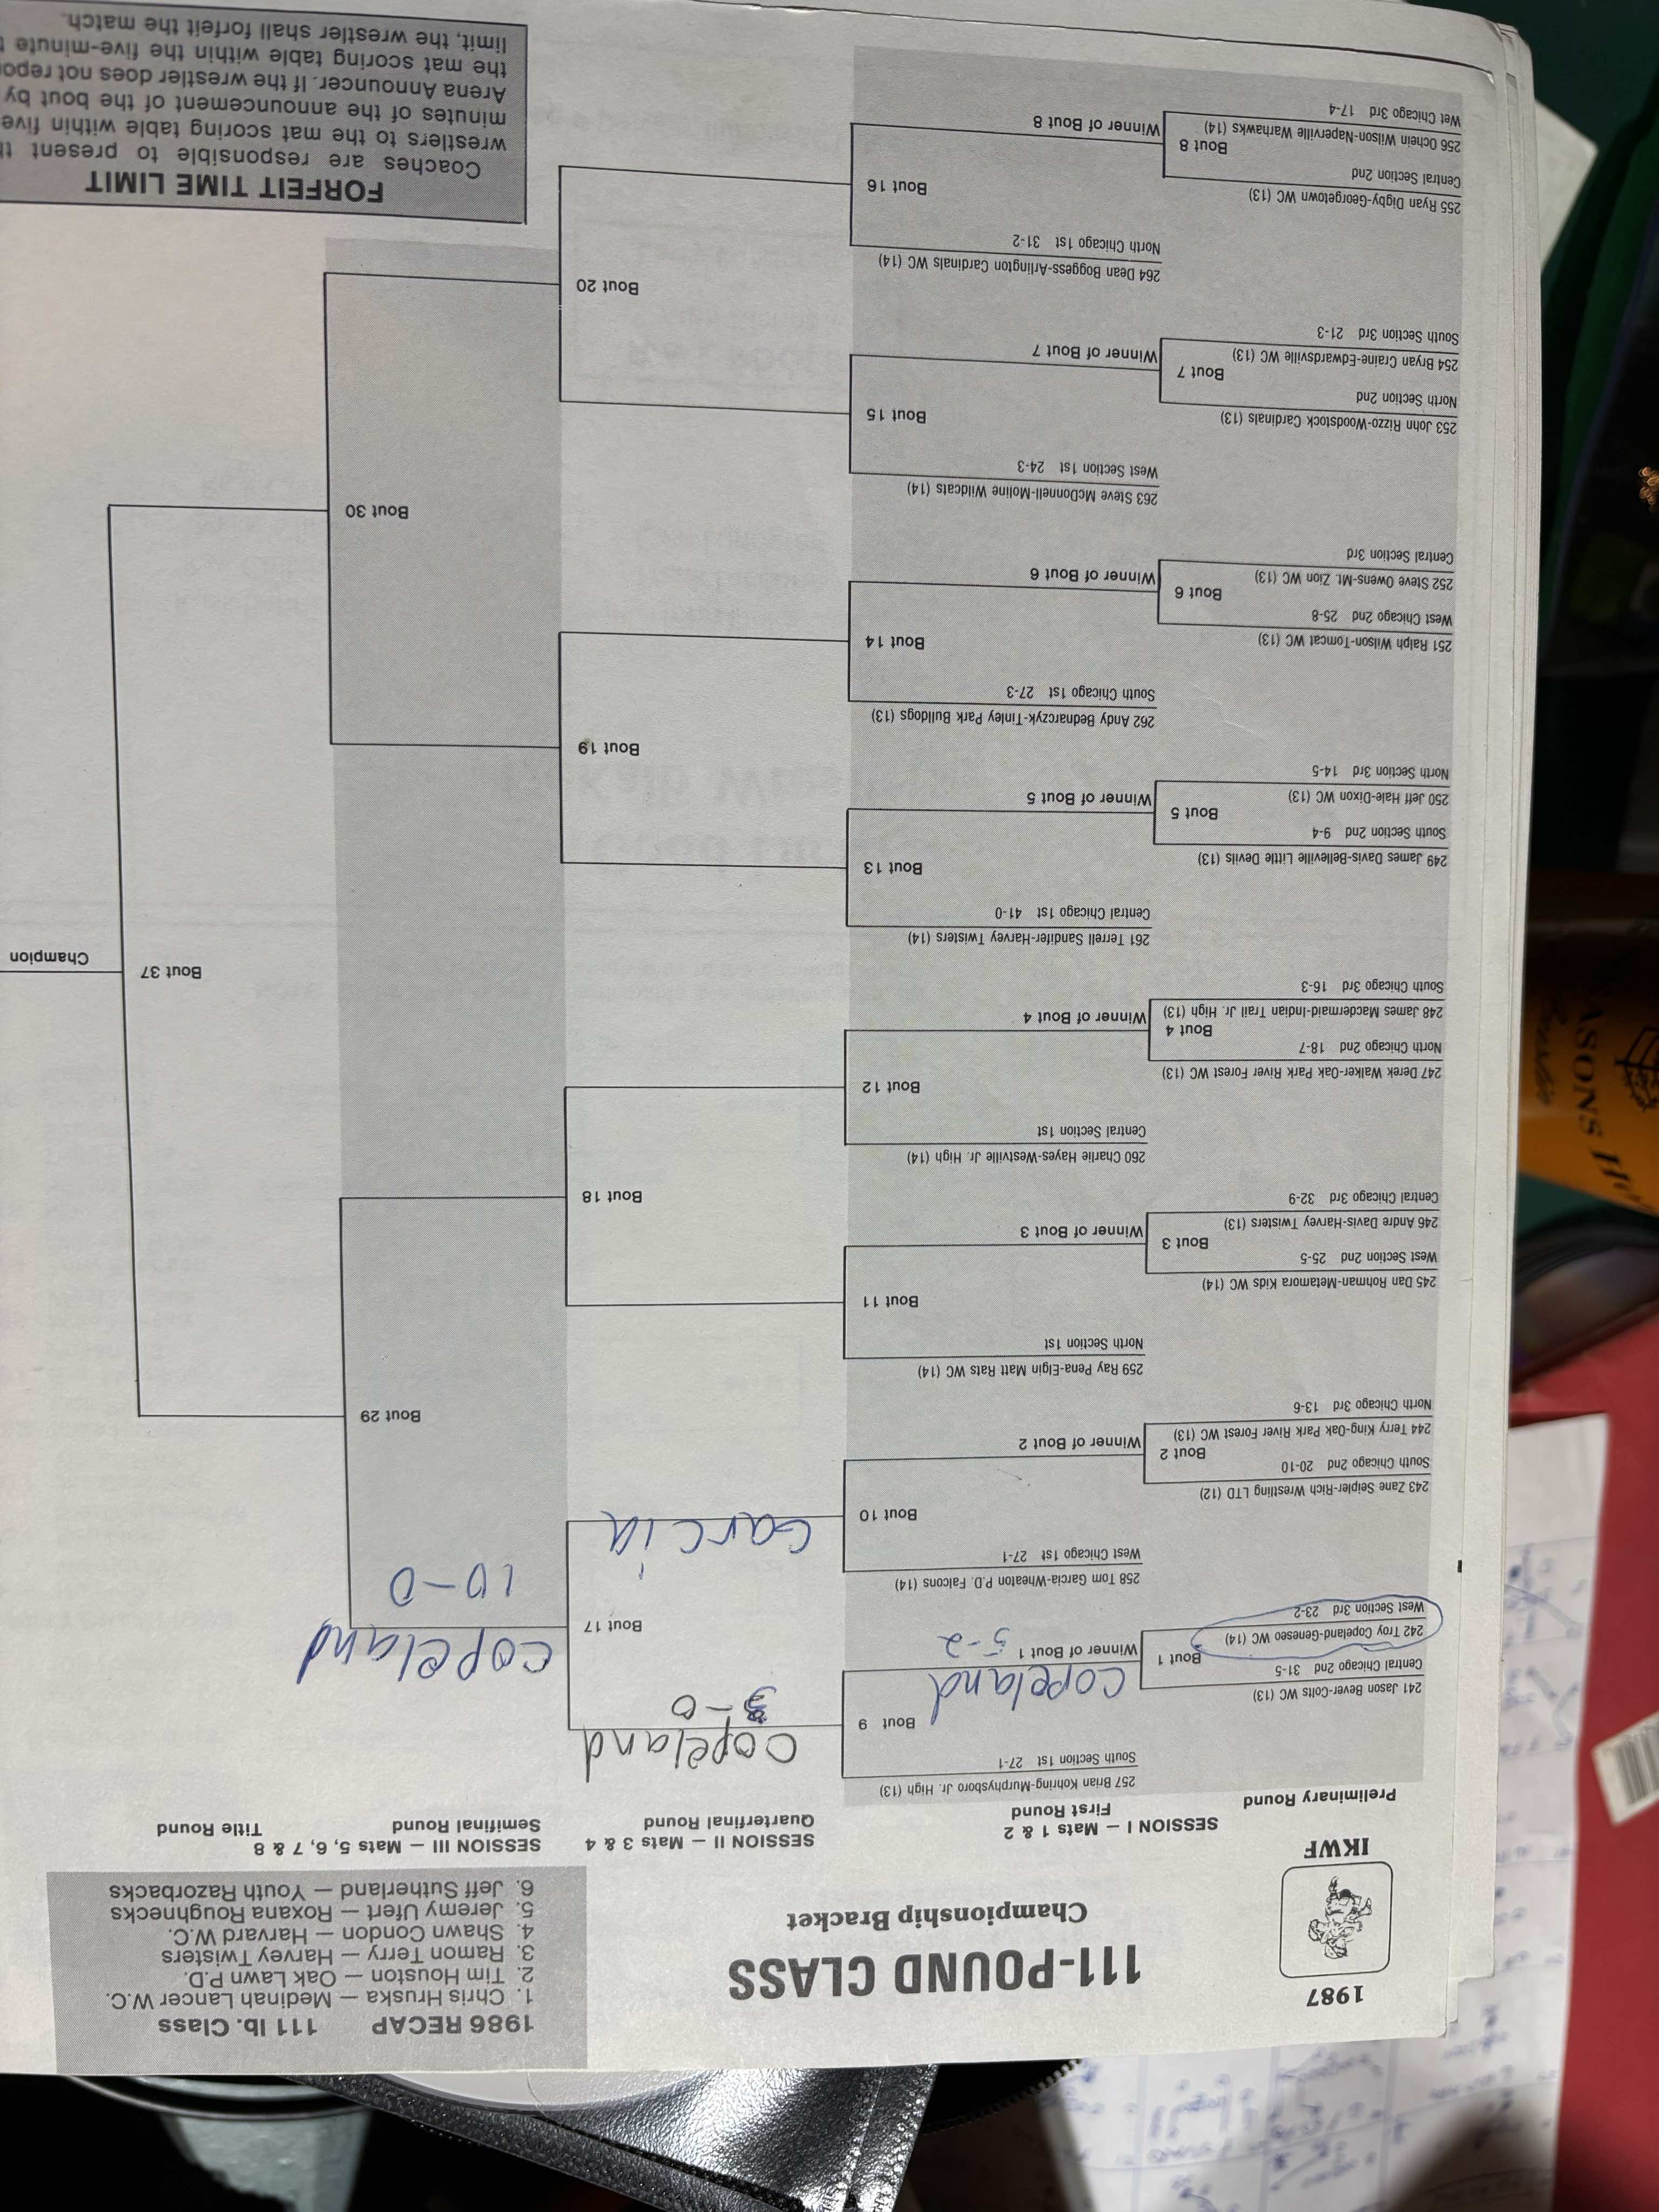 1987
IKWF
111-POUND CLASS
Championship Bracket
1986 RECAP 111 lb. Class
1. Chris Hruska — Medinah Lancer W.C.
2. Tim Houston — Oak Lawn P.D.
3. Ramon Terry — Harvey Twisters
4. Shawn Condon — Harvard W.C.
5. Jeremy Ufert — Roxana Roughnecks
6. Jeff Sutherland — Youth Razorbacks
Preliminary Round
SESSION I — Mats 1 & 2
First Round
SESSION II — Mats 3 & 4
Quarterfinal Round
SESSION III — Mats 5, 6, 7 & 8
Semifinal Round
Title Round
257 Brian Kohring-Murphysboro Jr. High (13)
South Section 1st 27-1
Bout 9
Copeland
3-0
241 Jason Bever-Colts WC (13)
Central Chicago 2nd 31-5
Bout 1
Copeland
Winner of Bout 1
5-2
242 Troy Copeland-Geneseo WC (14)
West Section 3rd 23-2
Bout 17
Copeland
10-0
258 Tom Garcia-Wheaton P.D. Falcons (14)
West Chicago 1st 27-1
Bout 10
Garcia
243 Zane Seipler-Rich Wrestling LTD (12)
South Chicago 2nd 20-10
Bout 2
Winner of Bout 2
244 Terry King-Oak Park River Forest WC (13)
North Chicago 3rd 13-6
Bout 29
259 Ray Pena-Elgin Matt Rats WC (14)
North Section 1st
Bout 11
245 Dan Rohman-Metamora Kids WC (14)
West Section 2nd 25-5
Bout 3
Winner of Bout 3
246 Andre Davis-Harvey Twisters (13)
Central Chicago 3rd 32-9
Bout 18
260 Charlie Hayes-Westville Jr. High (14)
Central Section 1st
Bout 12
247 Derek Walker-Oak Park River Forest WC (13)
North Chicago 2nd 18-7
Bout 4
Winner of Bout 4
248 James Macdermaid-Indian Trail Jr. High (13)
South Chicago 3rd 16-3
Bout 37
Champion
261 Terrell Sandifer-Harvey Twisters (14)
Central Chicago 1st 41-0
Bout 13
249 James Davis-Belleville Little Devils (13)
South Section 2nd 9-4
Bout 5
Winner of Bout 5
250 Jeff Hale-Dixon WC (13)
North Section 3rd 14-5
Bout 19
262 Andy Bednarczyk-Tinley Park Bulldogs (13)
South Chicago 1st 27-3
Bout 14
251 Ralph Wilson-Tomcat WC (13)
West Chicago 2nd 25-8
Bout 6
Winner of Bout 6
252 Steve Owens-Mt. Zion WC (13)
Central Section 3rd
Bout 30
263 Steve McDonnell-Moline Wildcats (14)
West Section 1st 24-3
Bout 15
253 John Rizzo-Woodstock Cardinals (13)
North Section 2nd
Bout 7
Winner of Bout 7
254 Bryan Craine-Edwardsville WC (13)
South Section 3rd 21-3
Bout 20
264 Dean Boggess-Arlington Cardinals WC (14)
North Chicago 1st 31-2
Bout 16
255 Ryan Digby-Georgetown WC (13)
Central Section 2nd
Bout 8
Winner of Bout 8
256 Ochein Wilson-Naperville Warhawks (14)
Wet Chicago 3rd 17-4
FORFEIT TIME LIMIT
Coaches are responsible to present
wrestlers to the mat scoring table within five
minutes of the announcement of the bout by
Arena Announcer. If the wrestler does not
the mat scoring table within the five-minute
limit, the wrestler shall forfeit the match.